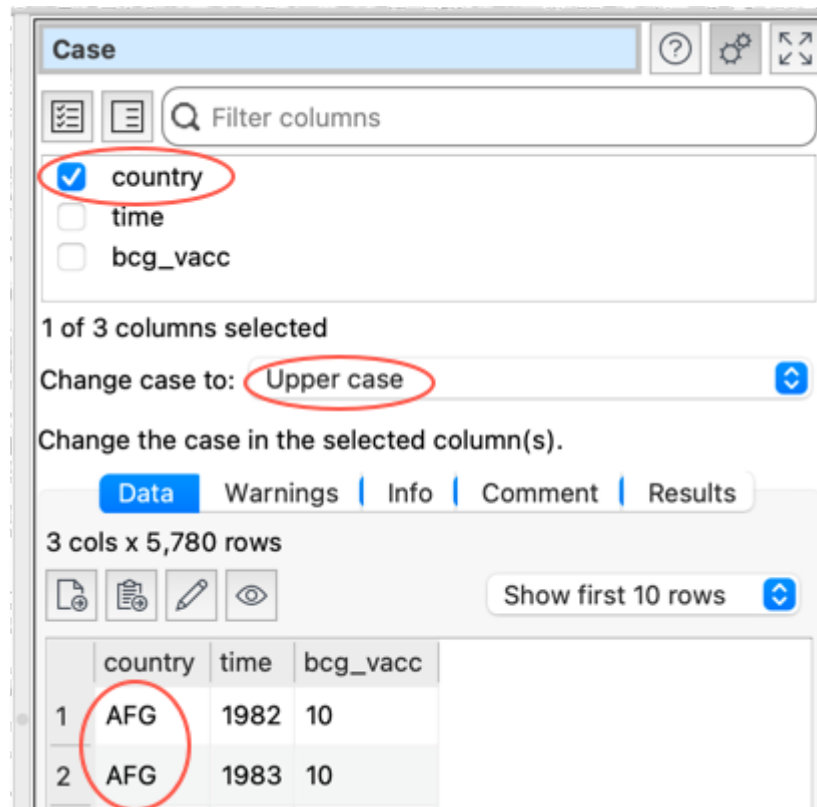 Case
Filter columns
country
time
bcg_vacc
1 of 3 columns selected
Change case to: Upper case
Change the case in the selected column(s).
Data Warnings Info Comment Results
3 cols x 5,780 rows
Show first 10 rows
country time bcg_vacc
1 AFG 1982 10
2 AFG 1983 10